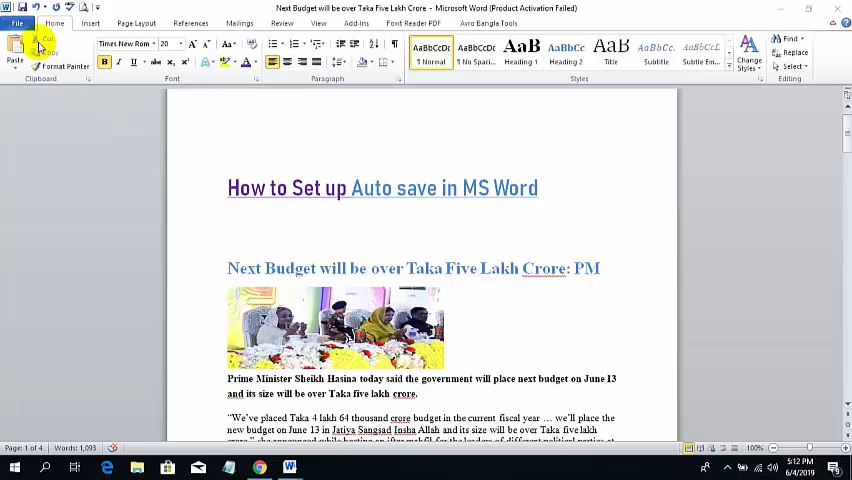 Next Budget will be over Taka Five Lakh Crore - Microsoft Word (Product Activation Failed)
File Home Insert Page Layout References Mailings Review View Add-Ins Foxit Reader PDF Avro Bangla Tools
Paste
Cut
Copy
Format Painter
Clipboard
Times New Rom 20
Font
Paragraph
AaBbCcDc AaBbCcDc AaB AaBbCc AaB AaBbCcL AaBbCcL
¶ Normal ¶ No Spaci... Heading 1 Heading 2 Title Subtitle Subtle Em...
Styles
Change
Styles
Find
Replace
Select
Editing
How to Set up Auto save in MS Word
Next Budget will be over Taka Five Lakh Crore: PM
Prime Minister Sheikh Hasina today said the government will place next budget on June 13
and its size will be over Taka five lakh crore.
“We’ve placed Taka 4 lakh 64 thousand crore budget in the current fiscal year … we’ll place the
new budget on June 13 in Jatiya Sangsad Insha Allah and its size will be over Taka five lakh
Page: 1 of 4 Words: 1,093 100%
5:12 PM
6/4/2019